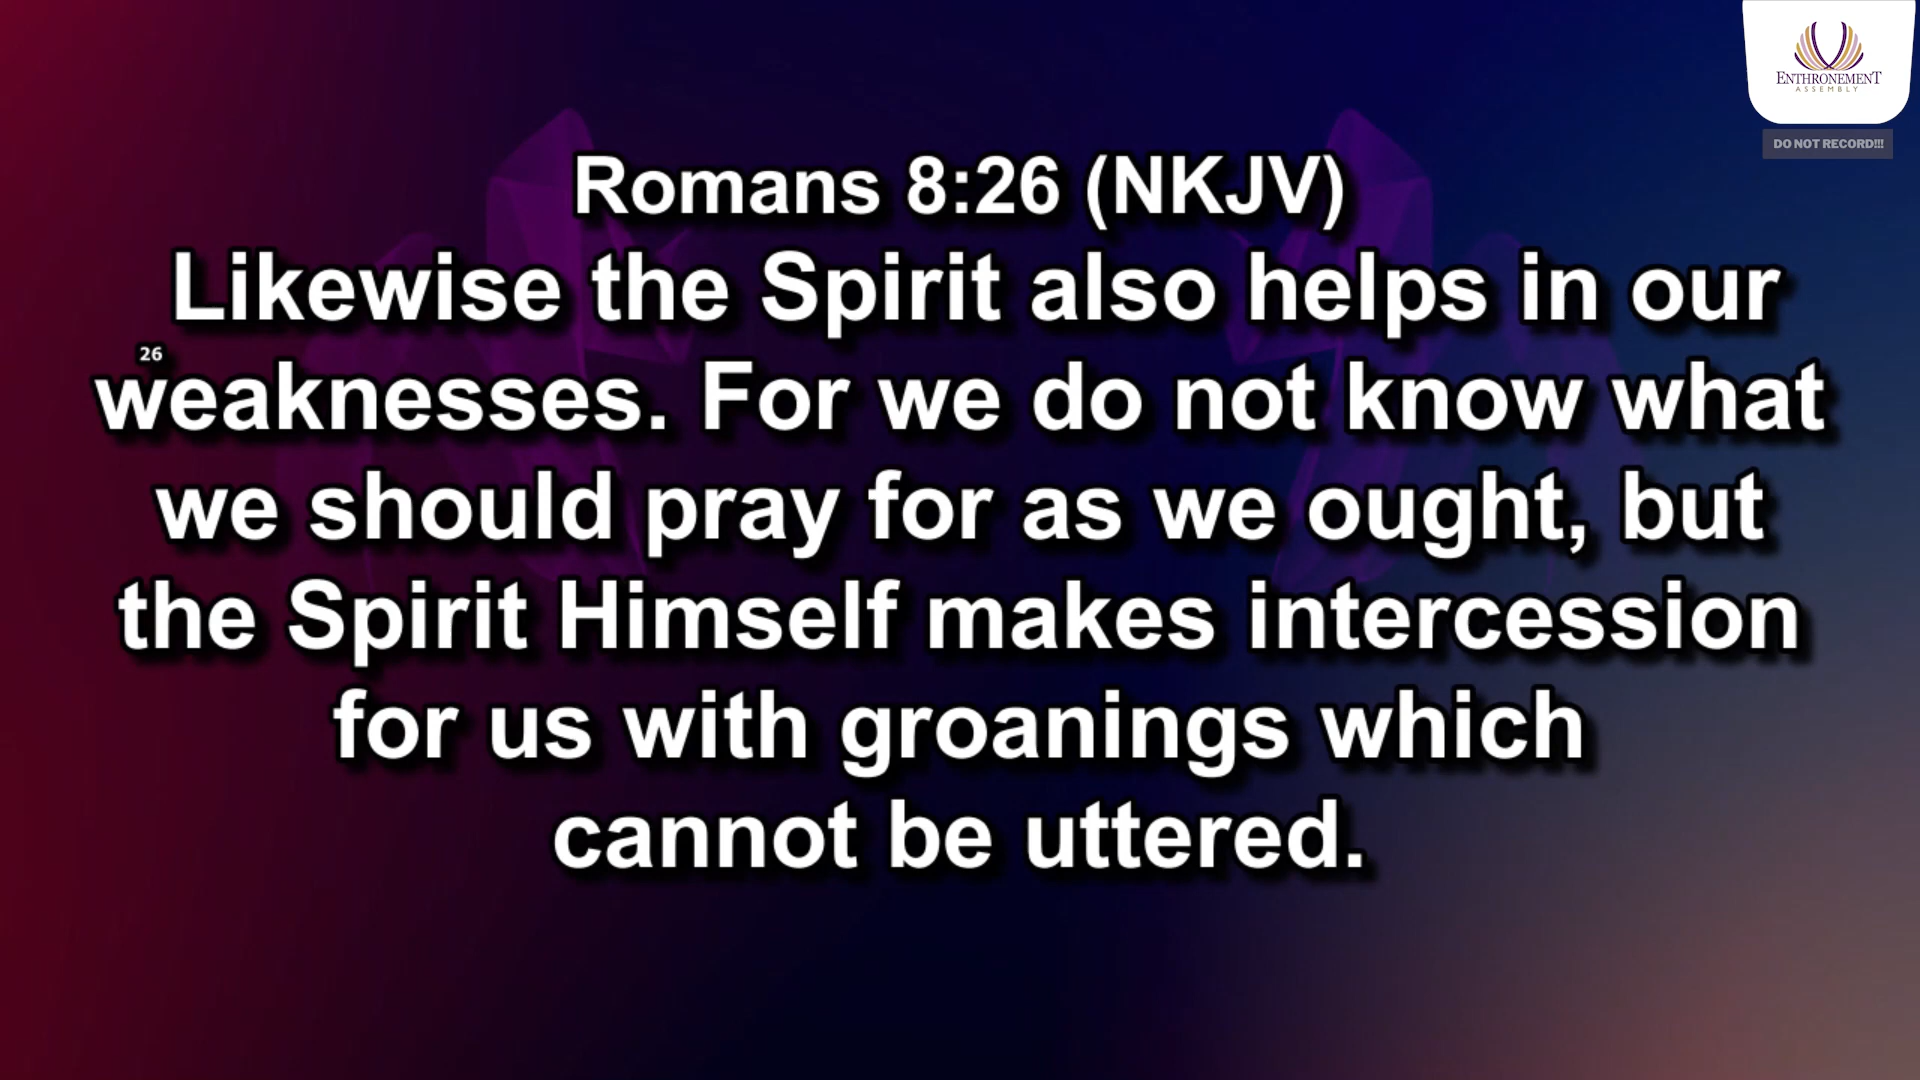 ENTHRONEMENT
ASSEMBLY
DO NOT RECORD!!!
Romans 8:26 (NKJV)
Likewise the Spirit also helps in our
26
weaknesses. For we do not know what
we should pray for as we ought, but
the Spirit Himself makes intercession
for us with groanings which
cannot be uttered.